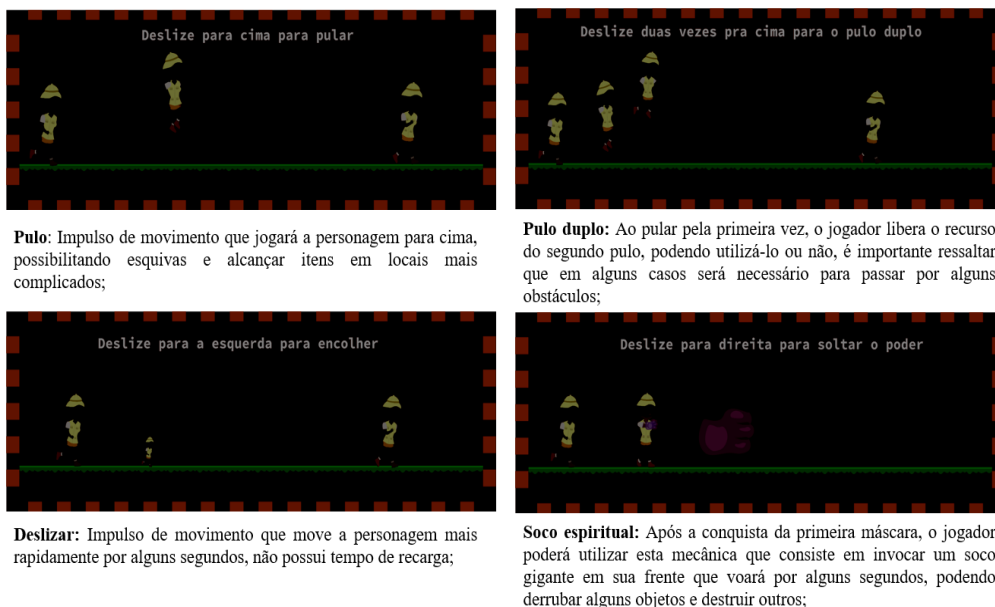 Deslize para cima para pular
Pulo: Impulso de movimento que jogará a personagem para cima,
possibilitando esquivas e alcançar itens em locais mais
complicados;
Deslize duas vezes pra cima para o pulo duplo
Pulo duplo: Ao pular pela primeira vez, o jogador libera o recurso
do segundo pulo, podendo utilizá-lo ou não, é importante ressaltar
que em alguns casos será necessário para passar por alguns
obstáculos;
Deslize para a esquerda para encolher
Deslizar: Impulso de movimento que move a personagem mais
rapidamente por alguns segundos, não possui tempo de recarga;
Deslize para direita para soltar o poder
Soco espiritual: Após a conquista da primeira máscara, o jogador
poderá utilizar esta mecânica que consiste em invocar um soco
gigante em sua frente que voará por alguns segundos, podendo
derrubar alguns objetos e destruir outros;